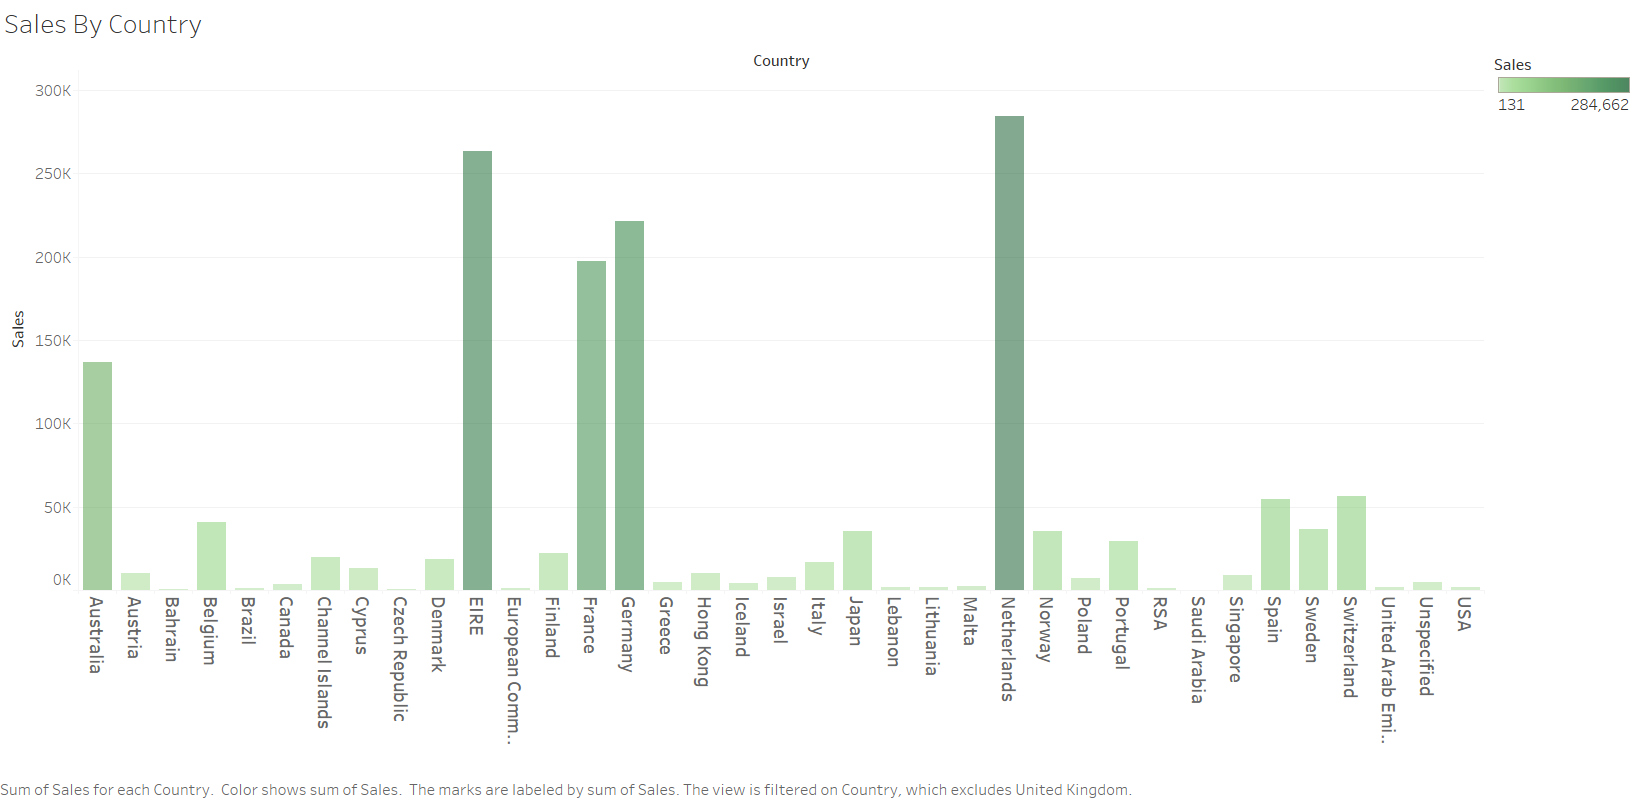 Sales By Country
Country
Sales
131 284,662
300K
250K
200K
150K
100K
50K
0K
Sales
Australia
Austria
Bahrain
Belgium
Brazil
Canada
Channel Islands
Cyprus
Czech Republic
Denmark
EIRE
European Comm..
Finland
France
Germany
Greece
Hong Kong
Iceland
Israel
Italy
Japan
Lebanon
Lithuania
Malta
Netherlands
Norway
Poland
Portugal
RSA
Saudi Arabia
Singapore
Spain
Sweden
Switzerland
United Arab Emi..
Unspecified
USA
Sum of Sales for each Country.  Color shows sum of Sales.  The marks are labeled by sum of Sales. The view is filtered on Country, which excludes United Kingdom.